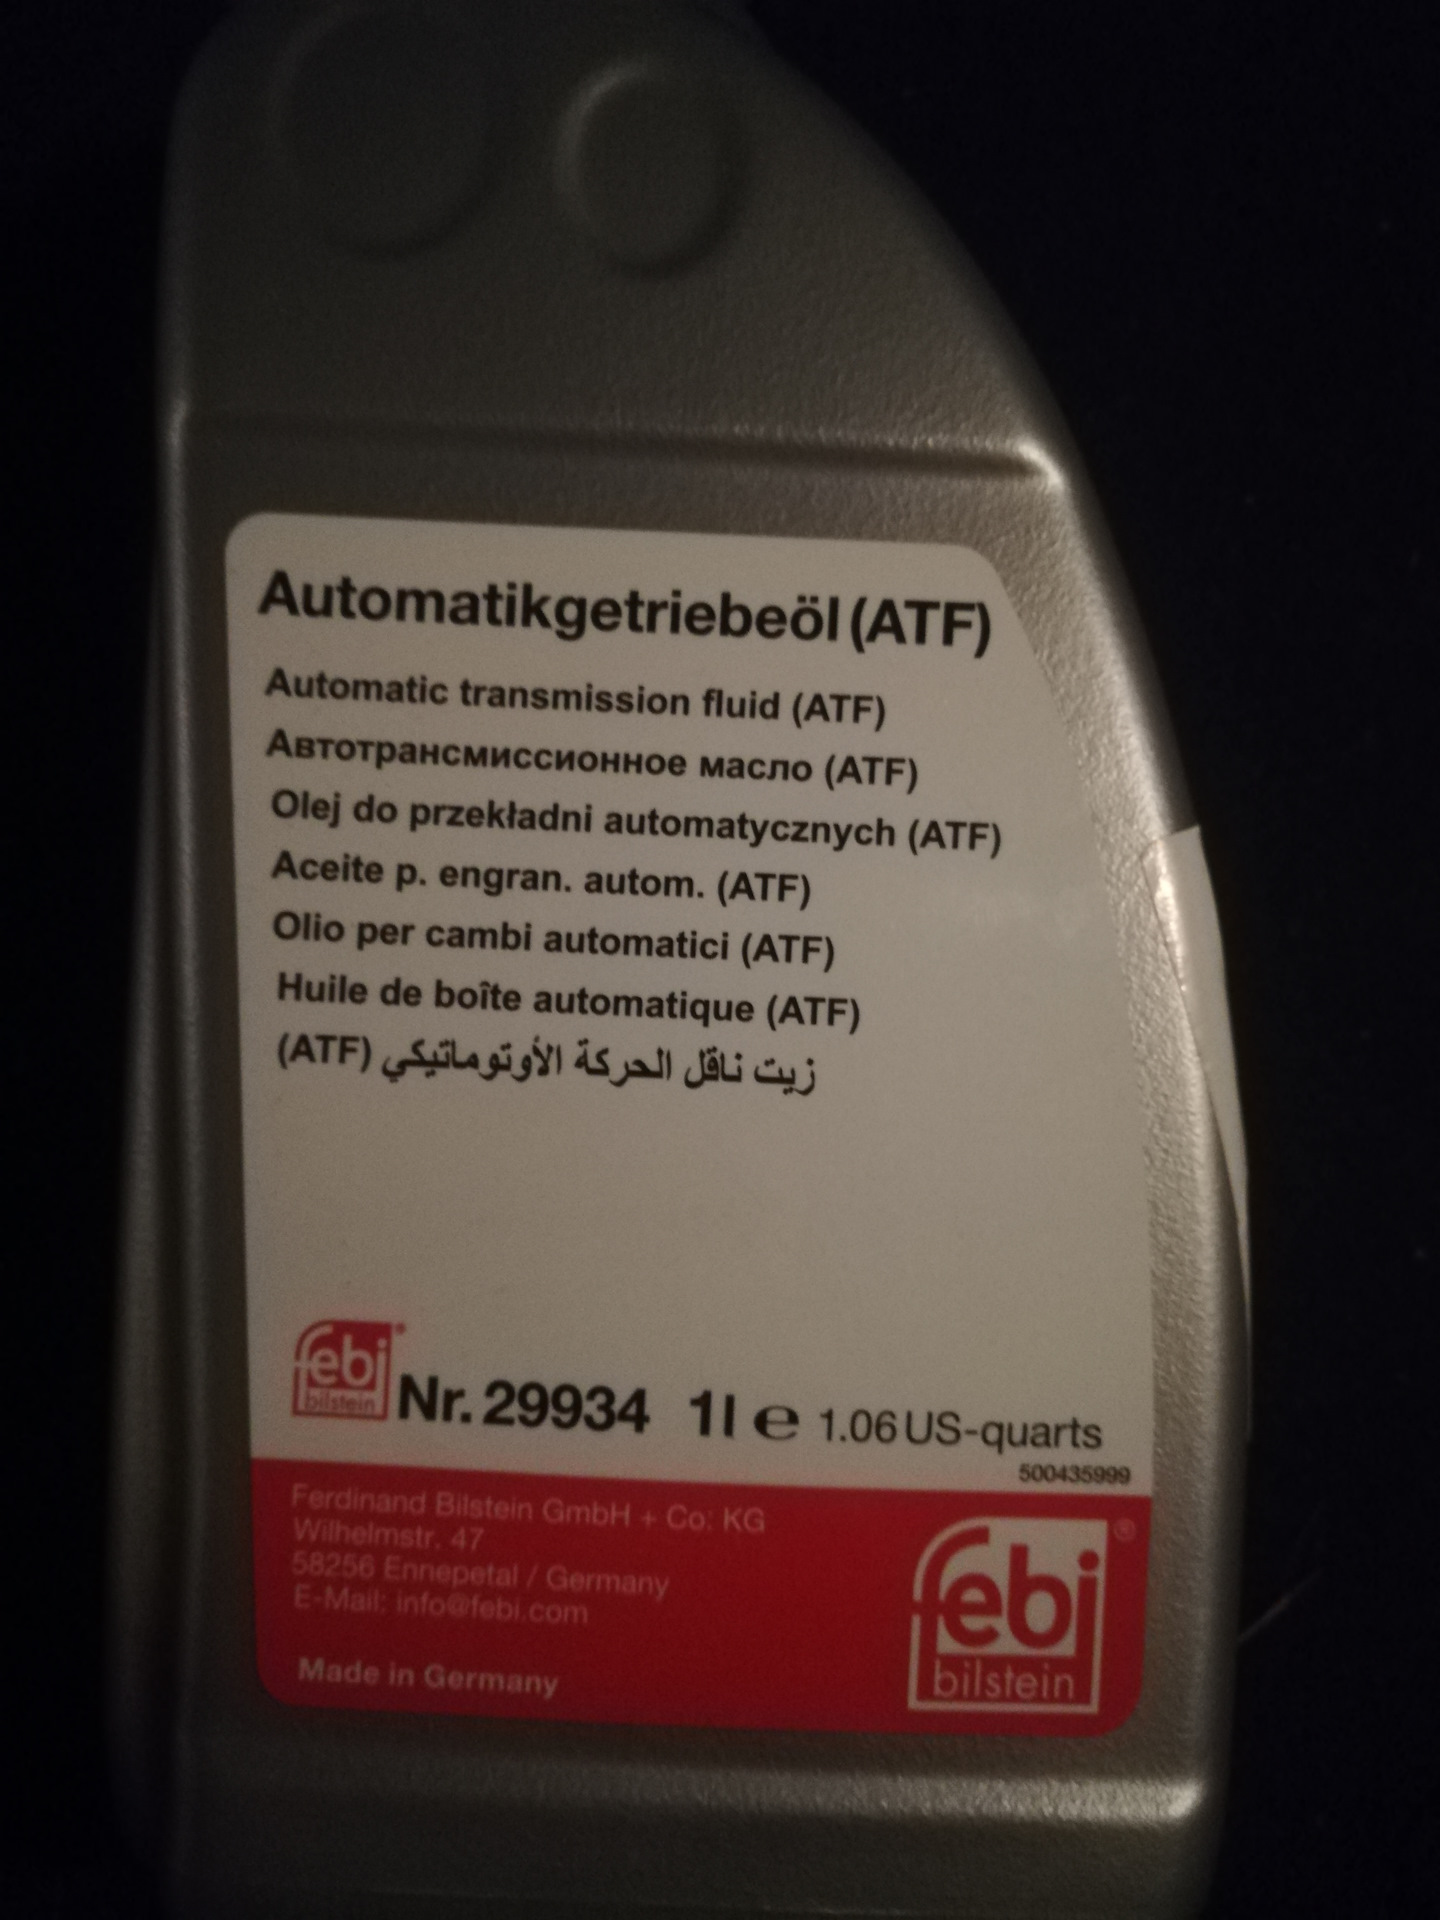 Automatikgetriebeöl (ATF)
Automatic transmission fluid (ATF)
Автотрансмиссионное масло (ATF)
Olej do przekładni automatycznych (ATF)
Aceite p. engran. autom. (ATF)
Olio per cambi automatici (ATF)
Huile de boîte automatique (ATF)
زيت ناقل الحركة الأوتوماتيكي (ATF)
febi® bilstein Nr. 29934 1l e 1.06 US-quarts
500435999
Ferdinand Bilstein GmbH + Co. KG
Wilhelmstr. 47
58256 Ennepetal / Germany
E-Mail: info@febi.com
Made in Germany
febi®
bilstein